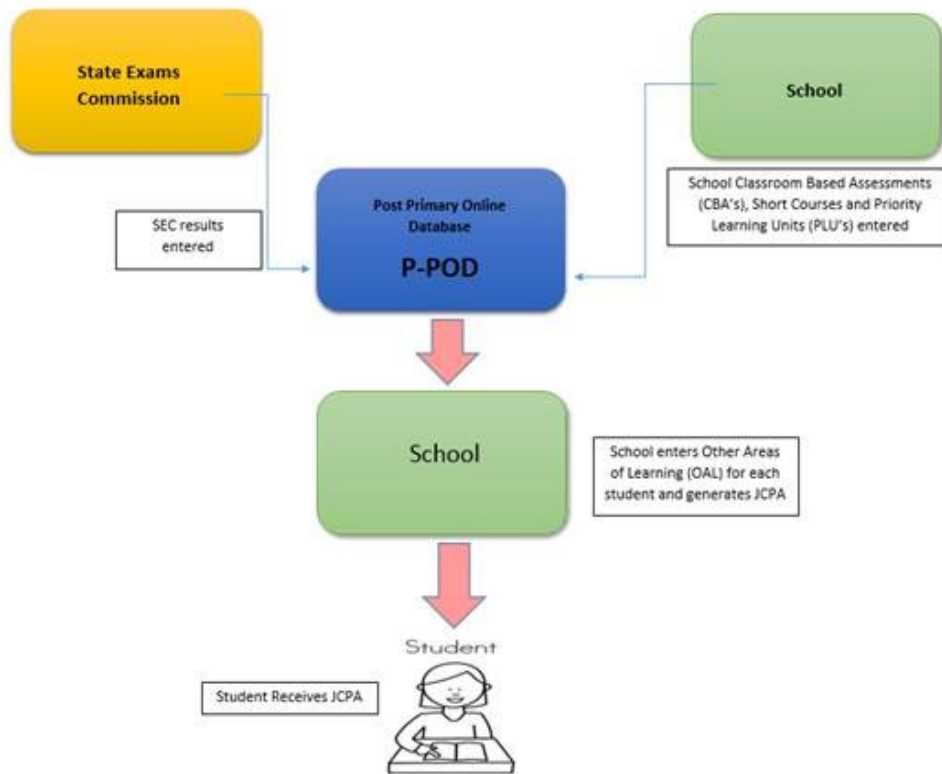 State Exams
Commission
School
SEC results
entered
Post Primary Online
Database
P-POD
School Classroom Based Assessments
(CBA's), Short Courses and Priority
Learning Units (PLU's) entered
School
School enters Other Areas
of Learning (OAL) for each
student and generates JCPA
Student
Student Receives JCPA